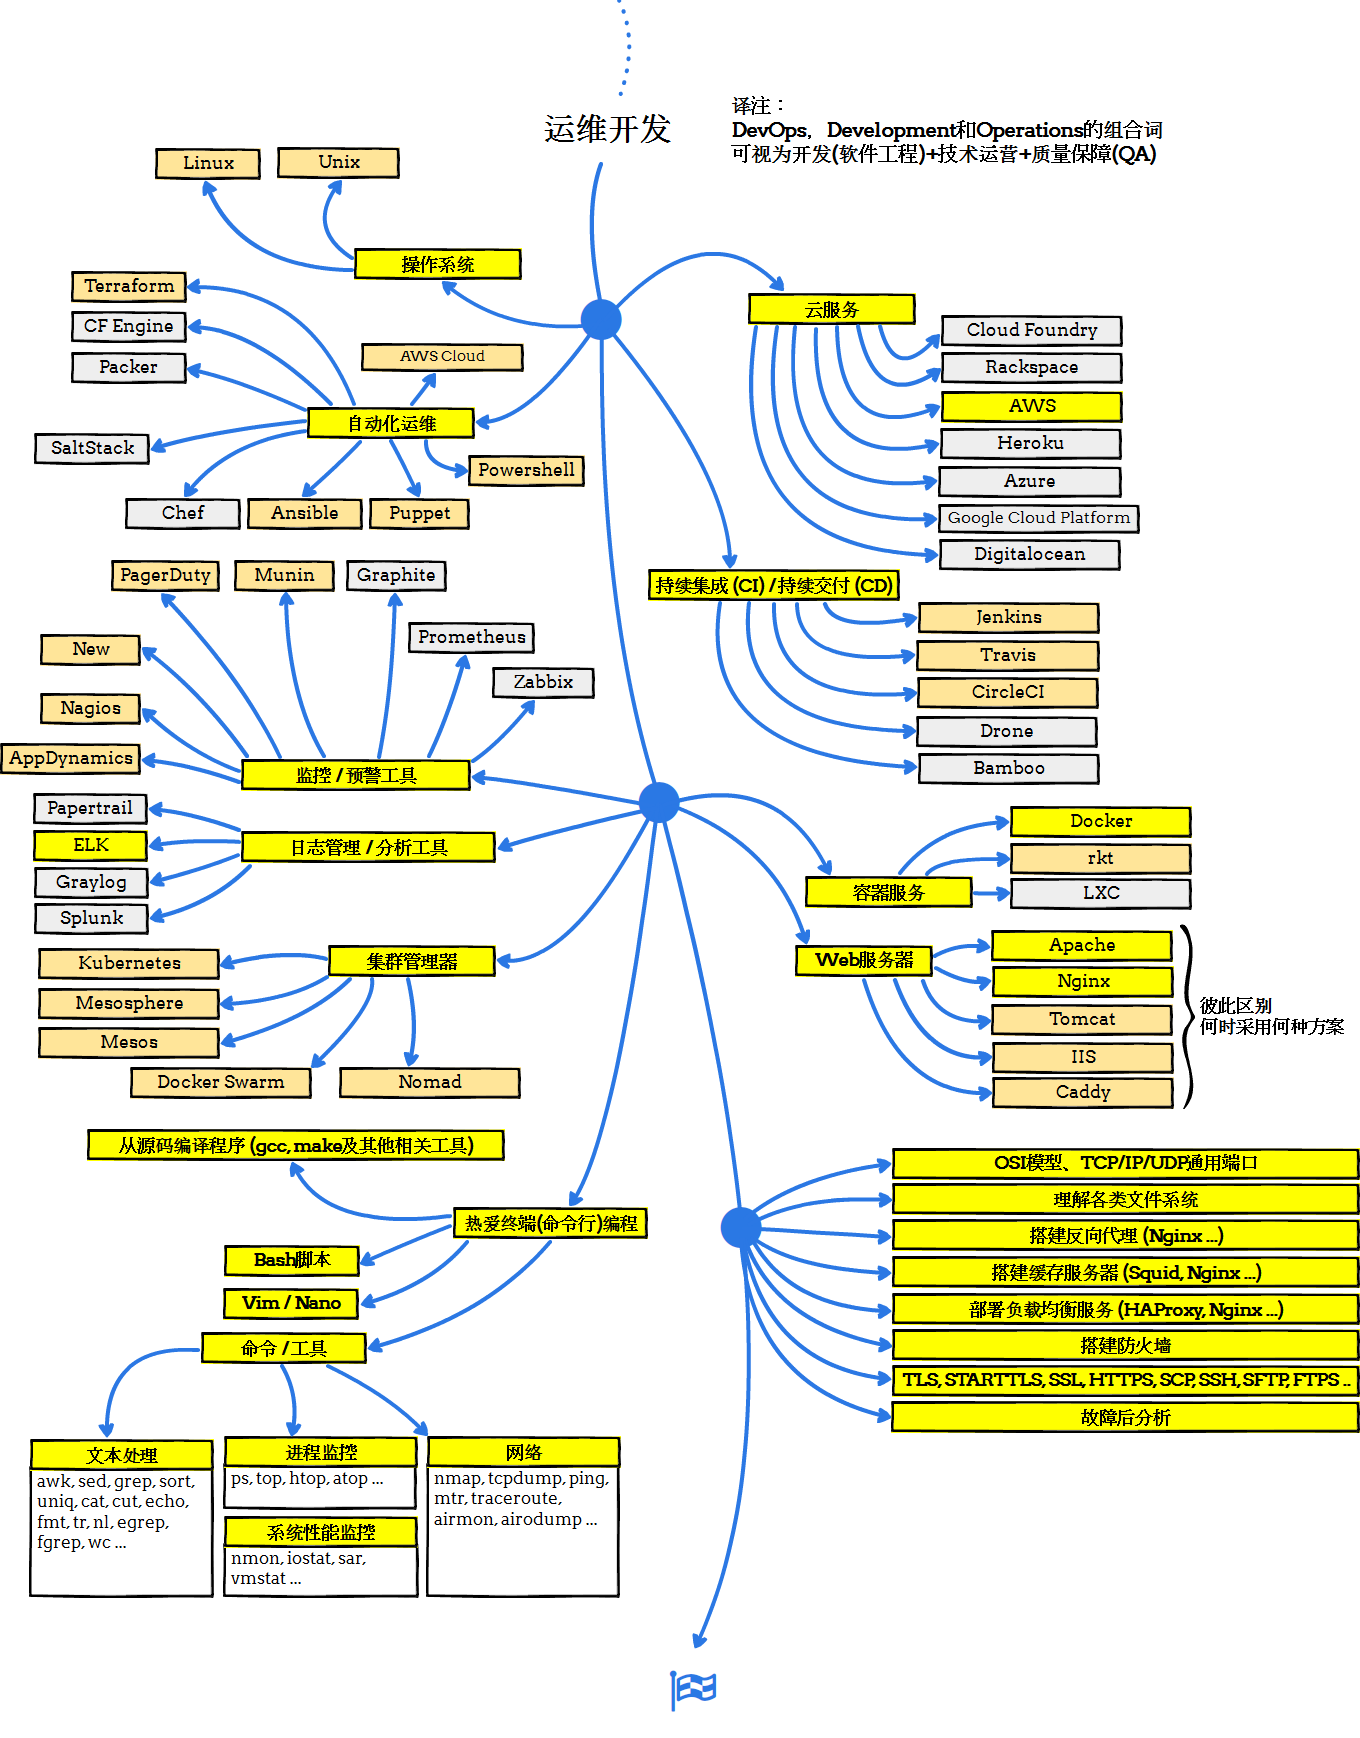 运维开发
译注：
DevOps，Development和Operations的组合词
可视为开发(软件工程)+技术运营+质量保障(QA)
Linux
Unix
操作系统
Terraform
CF Engine
Packer
AWS Cloud
自动化运维
SaltStack
Powershell
Chef
Ansible
Puppet
云服务
Cloud Foundry
Rackspace
AWS
Heroku
Azure
Google Cloud Platform
Digitalocean
持续集成 (CI) / 持续交付 (CD)
Jenkins
Travis
CircleCI
Drone
Bamboo
PagerDuty
Munin
Graphite
Prometheus
Zabbix
New
Nagios
AppDynamics
监控 / 预警工具
Papertrail
ELK
Graylog
Splunk
日志管理 / 分析工具
Docker
rkt
LXC
容器服务
集群管理器
Kubernetes
Mesosphere
Mesos
Docker Swarm
Nomad
Web服务器
Apache
Nginx
Tomcat
IIS
Caddy
彼此区别
何时采用何种方案
从源码编译程序 (gcc, make及其他相关工具)
热爱终端(命令行)编程
Bash脚本
Vim / Nano
命令 / 工具
OSI模型、TCP/IP/UDP通用端口
理解各类文件系统
搭建反向代理 (Nginx ...)
搭建缓存服务器 (Squid, Nginx ...)
部署负载均衡服务 (HAProxy, Nginx ...)
搭建防火墙
TLS, STARTTLS, SSL, HTTPS, SCP, SSH, SFTP, FTPS ..
故障后分析
文本处理
awk, sed, grep, sort,
uniq, cat, cut, echo,
fmt, tr, nl, egrep,
fgrep, wc ...
进程监控
ps, top, htop, atop ...
系统性能监控
nmon, iostat, sar,
vmstat ...
网络
nmap, tcpdump, ping,
mtr, traceroute,
airmon, airodump ...